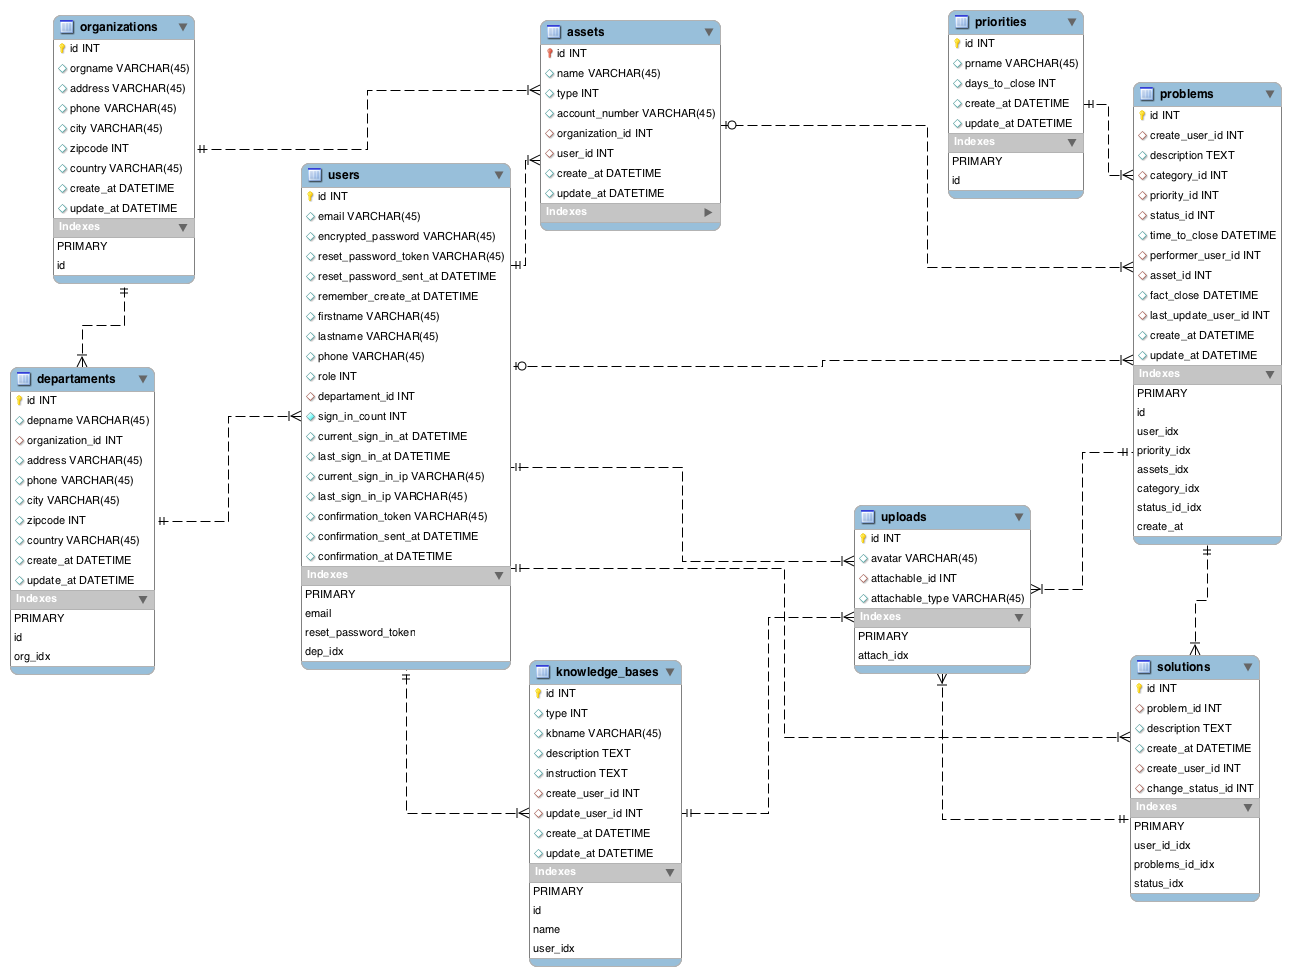 organizations
id INT
orgname VARCHAR(45)
address VARCHAR(45)
phone VARCHAR(45)
city VARCHAR(45)
zipcode INT
country VARCHAR(45)
create_at DATETIME
update_at DATETIME
Indexes
PRIMARY
id
departaments
id INT
depname VARCHAR(45)
organization_id INT
address VARCHAR(45)
phone VARCHAR(45)
city VARCHAR(45)
zipcode INT
country VARCHAR(45)
create_at DATETIME
update_at DATETIME
Indexes
PRIMARY
id
org_idx
users
id INT
email VARCHAR(45)
encrypted_password VARCHAR(45)
reset_password_token VARCHAR(45)
reset_password_sent_at DATETIME
remember_create_at DATETIME
firstname VARCHAR(45)
lastname VARCHAR(45)
phone VARCHAR(45)
role INT
departament_id INT
sign_in_count INT
current_sign_in_at DATETIME
last_sign_in_at DATETIME
current_sign_in_ip VARCHAR(45)
last_sign_in_ip VARCHAR(45)
confirmation_token VARCHAR(45)
confirmation_sent_at DATETIME
confirmation_at DATETIME
Indexes
PRIMARY
email
reset_password_token
dep_idx
assets
id INT
name VARCHAR(45)
type INT
account_number VARCHAR(45)
organization_id INT
user_id INT
create_at DATETIME
update_at DATETIME
Indexes
knowledge_bases
id INT
type INT
kbname VARCHAR(45)
description TEXT
instruction TEXT
create_user_id INT
update_user_id INT
create_at DATETIME
update_at DATETIME
Indexes
PRIMARY
id
name
user_idx
priorities
id INT
prname VARCHAR(45)
days_to_close INT
create_at DATETIME
update_at DATETIME
Indexes
PRIMARY
id
uploads
id INT
avatar VARCHAR(45)
attachable_id INT
attachable_type VARCHAR(45)
Indexes
PRIMARY
attach_idx
problems
id INT
create_user_id INT
description TEXT
category_id INT
priority_id INT
status_id INT
time_to_close DATETIME
performer_user_id INT
asset_id INT
fact_close DATETIME
last_update_user_id INT
create_at DATETIME
update_at DATETIME
Indexes
PRIMARY
id
user_idx
priority_idx
assets_idx
category_idx
status_id_idx
create_at
solutions
id INT
problem_id INT
description TEXT
create_at DATETIME
create_user_id INT
change_status_id INT
Indexes
PRIMARY
user_id_idx
problems_id_idx
status_idx